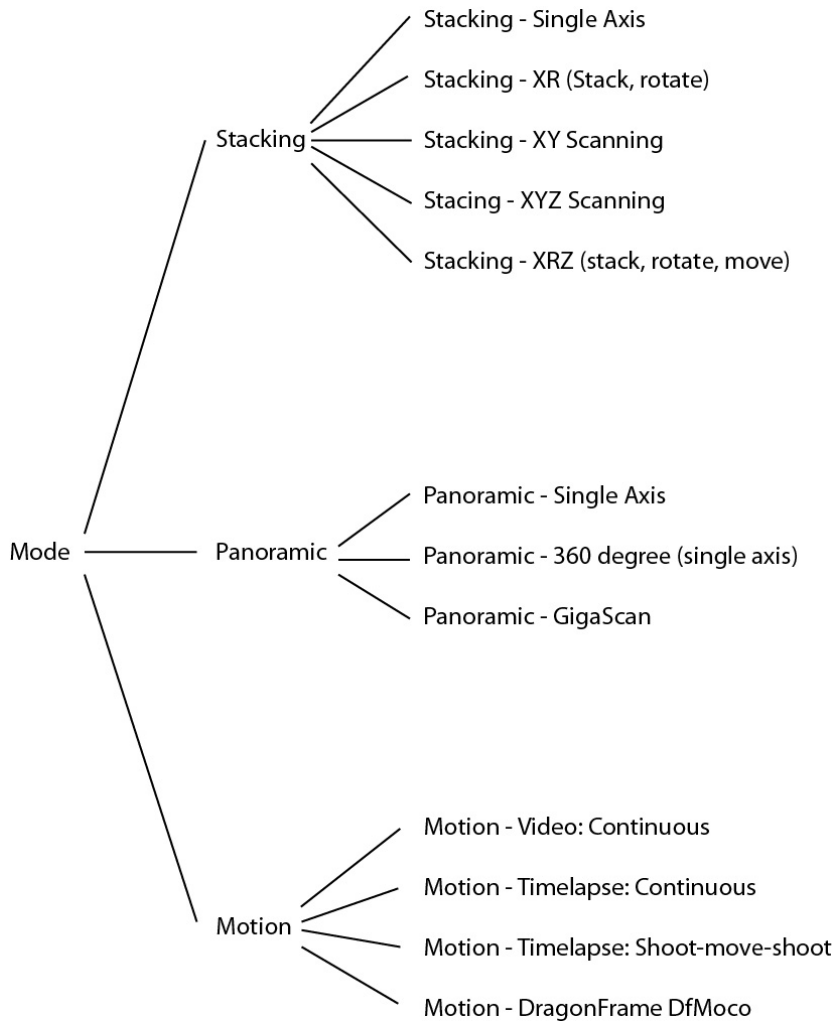 Stacking - Single Axis
Stacking - XR (Stack, rotate)
Stacking
Stacking - XY Scanning
Stacing - XYZ Scanning
Stacking - XRZ (stack, rotate, move)
Panoramic - Single Axis
Mode
Panoramic
Panoramic - 360 degree (single axis)
Panoramic - GigaScan
Motion - Video: Continuous
Motion - Timelapse: Continuous
Motion
Motion - Timelapse: Shoot-move-shoot
Motion - DragonFrame DfMoco